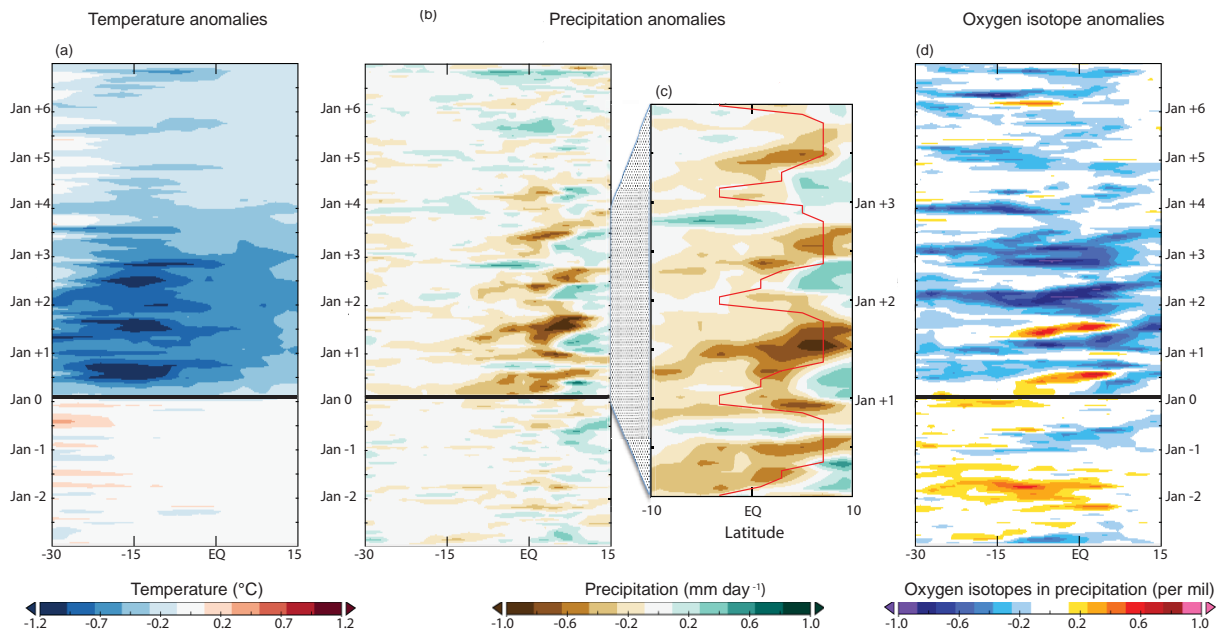 Temperature anomalies
Precipitation anomalies
Oxygen isotope anomalies
(a)
(b)
(c)
(d)
Jan +6
Jan +5
Jan +4
Jan +3
Jan +2
Jan +1
Jan 0
Jan -1
Jan -2
-30 -15 EQ 15
Jan +6
Jan +5
Jan +4
Jan +3
Jan +2
Jan +1
Jan 0
Jan -1
Jan -2
-30 -15 EQ 15
Jan +3
Jan +2
Jan +1
-10 EQ 10
Latitude
Jan +6
Jan +5
Jan +4
Jan +3
Jan +2
Jan +1
Jan 0
Jan -1
Jan -2
-30 -15 EQ 15
Temperature (°C)
-1.2 -0.7 -0.2 0.2 0.7 1.2
Precipitation (mm day -1)
-1.0 -0.6 -0.2 0.2 0.6 1.0
Oxygen isotopes in precipitation (per mil)
-1.0 -0.6 -0.2 0.2 0.6 1.0